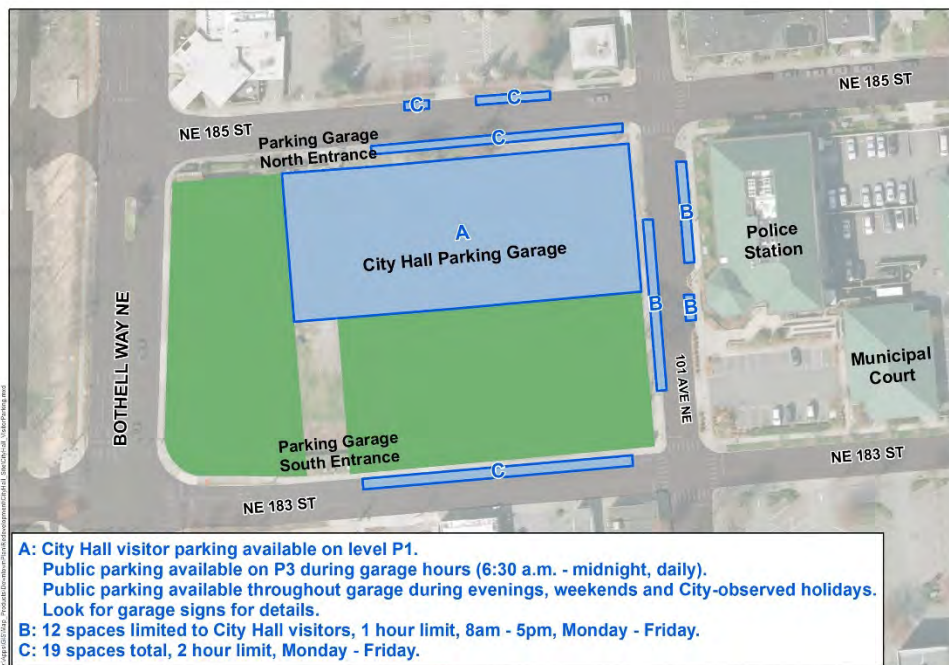 NE 185 ST
C
C
NE 185 ST
Parking Garage
North Entrance
C
A
City Hall Parking Garage
B
Police
Station
B
B
BOTHELL WAY NE
101 AVE NE
Municipal
Court
Parking Garage
South Entrance
C
NE 183 ST
NE 183 ST
A: City Hall visitor parking available on level P1.
Public parking available on P3 during garage hours (6:30 a.m. - midnight, daily).
Public parking available throughout garage during evenings, weekends and City-observed holidays.
Look for garage signs for details.
B: 12 spaces limited to City Hall visitors, 1 hour limit, 8am - 5pm, Monday - Friday.
C: 19 spaces total, 2 hour limit, Monday - Friday.